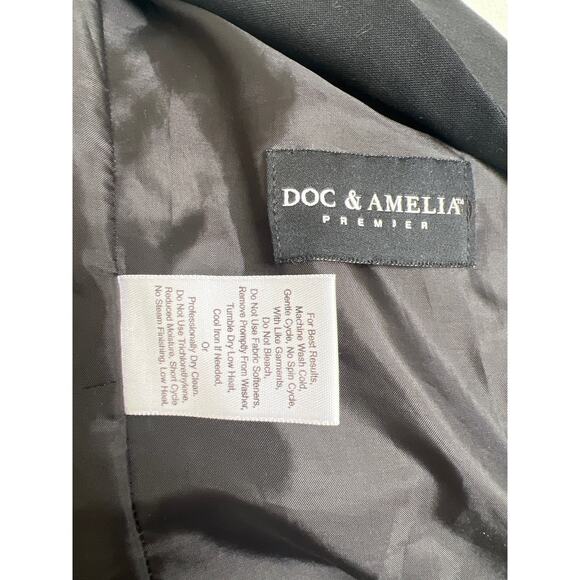 DOC & AMELIA™
PREMIER
For Best Results,
Machine Wash Cold,
Gentle Cycle, No Spin Cycle,
With Like Garments,
Do Not Bleach,
Do Not Use Fabric Softeners,
Remove Promptly From Washer,
Tumble Dry Low Heat,
Cool Iron If Needed,
Or
Professionally Dry Clean.
Do Not Use Trichloroethylene,
Reduced Moisture, Short Cycle
No Steam Finishing, Low Heat,